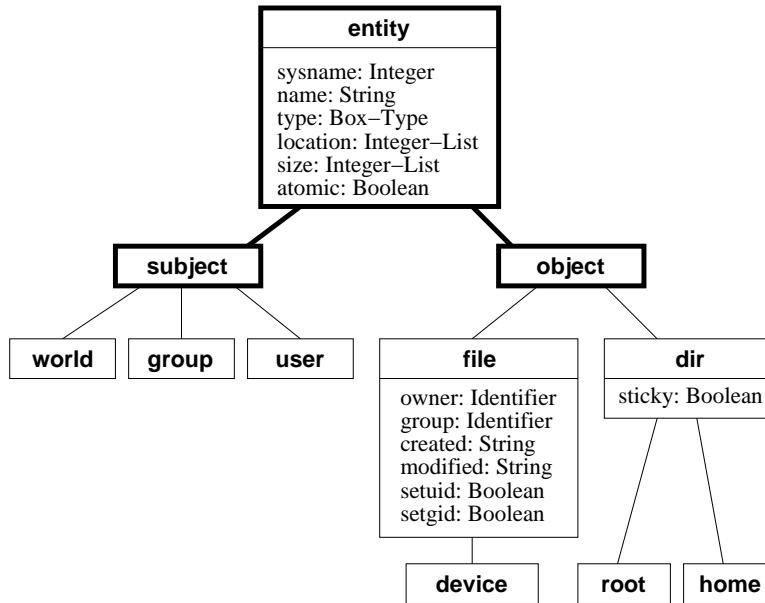 entity
sysname: Integer
name: String
type: Box−Type
location: Integer−List
size: Integer−List
atomic: Boolean
subject
object
world
group
user
file
owner: Identifier
group: Identifier
created: String
modified: String
setuid: Boolean
setgid: Boolean
dir
sticky: Boolean
device
root
home